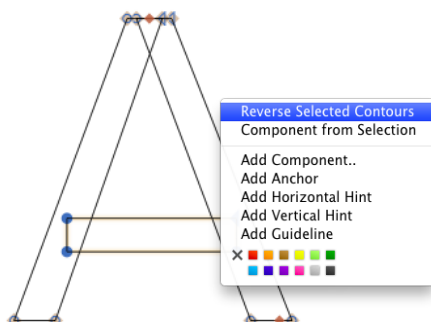 Reverse Selected Contours
Component from Selection
Add Component..
Add Anchor
Add Horizontal Hint
Add Vertical Hint
Add Guideline